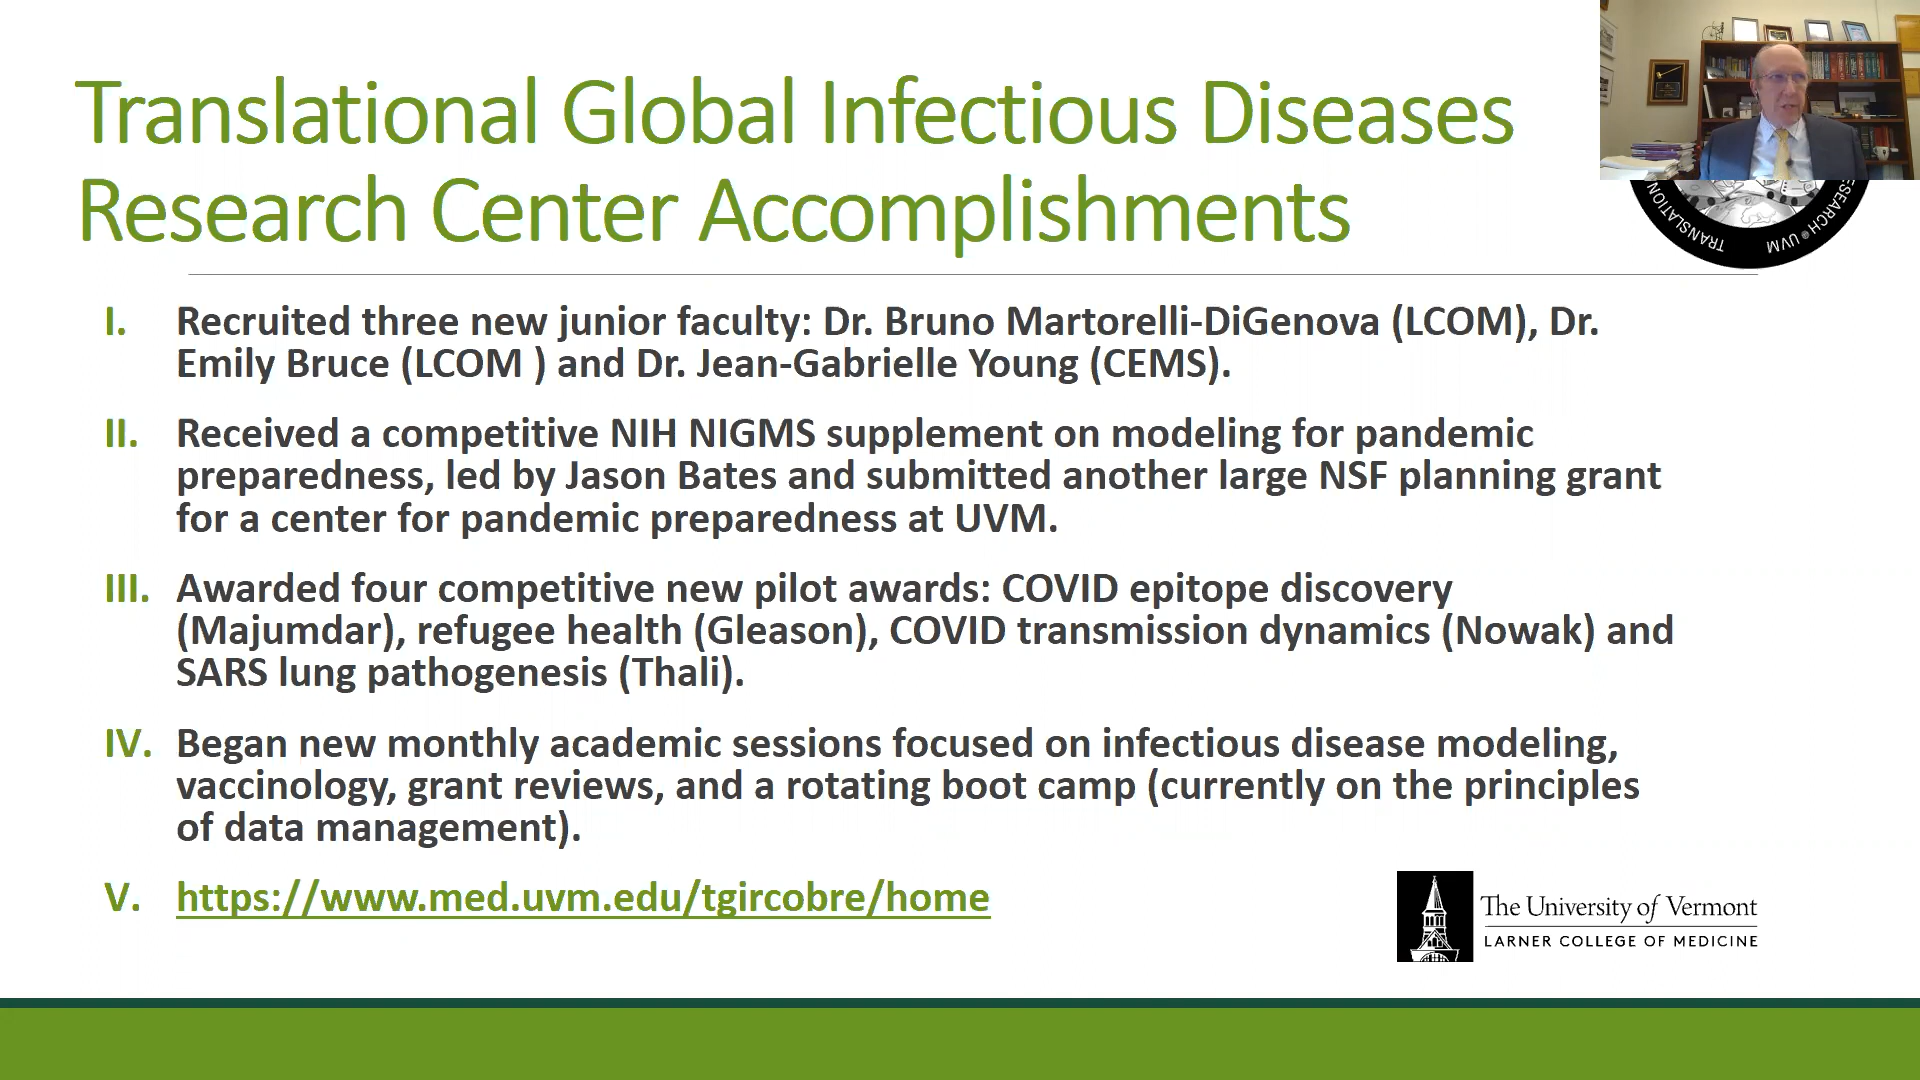 Translational Global Infectious Diseases
Research Center Accomplishments
TRANSLATION
ESEARCH ® UVM
I. Recruited three new junior faculty: Dr. Bruno Martorelli-DiGenova (LCOM), Dr.
Emily Bruce (LCOM ) and Dr. Jean-Gabrielle Young (CEMS).
II. Received a competitive NIH NIGMS supplement on modeling for pandemic
preparedness, led by Jason Bates and submitted another large NSF planning grant
for a center for pandemic preparedness at UVM.
III. Awarded four competitive new pilot awards: COVID epitope discovery
(Majumdar), refugee health (Gleason), COVID transmission dynamics (Nowak) and
SARS lung pathogenesis (Thali).
IV. Began new monthly academic sessions focused on infectious disease modeling,
vaccinology, grant reviews, and a rotating boot camp (currently on the principles
of data management).
V. https://www.med.uvm.edu/tgircobre/home
The University of Vermont
LARNER COLLEGE OF MEDICINE